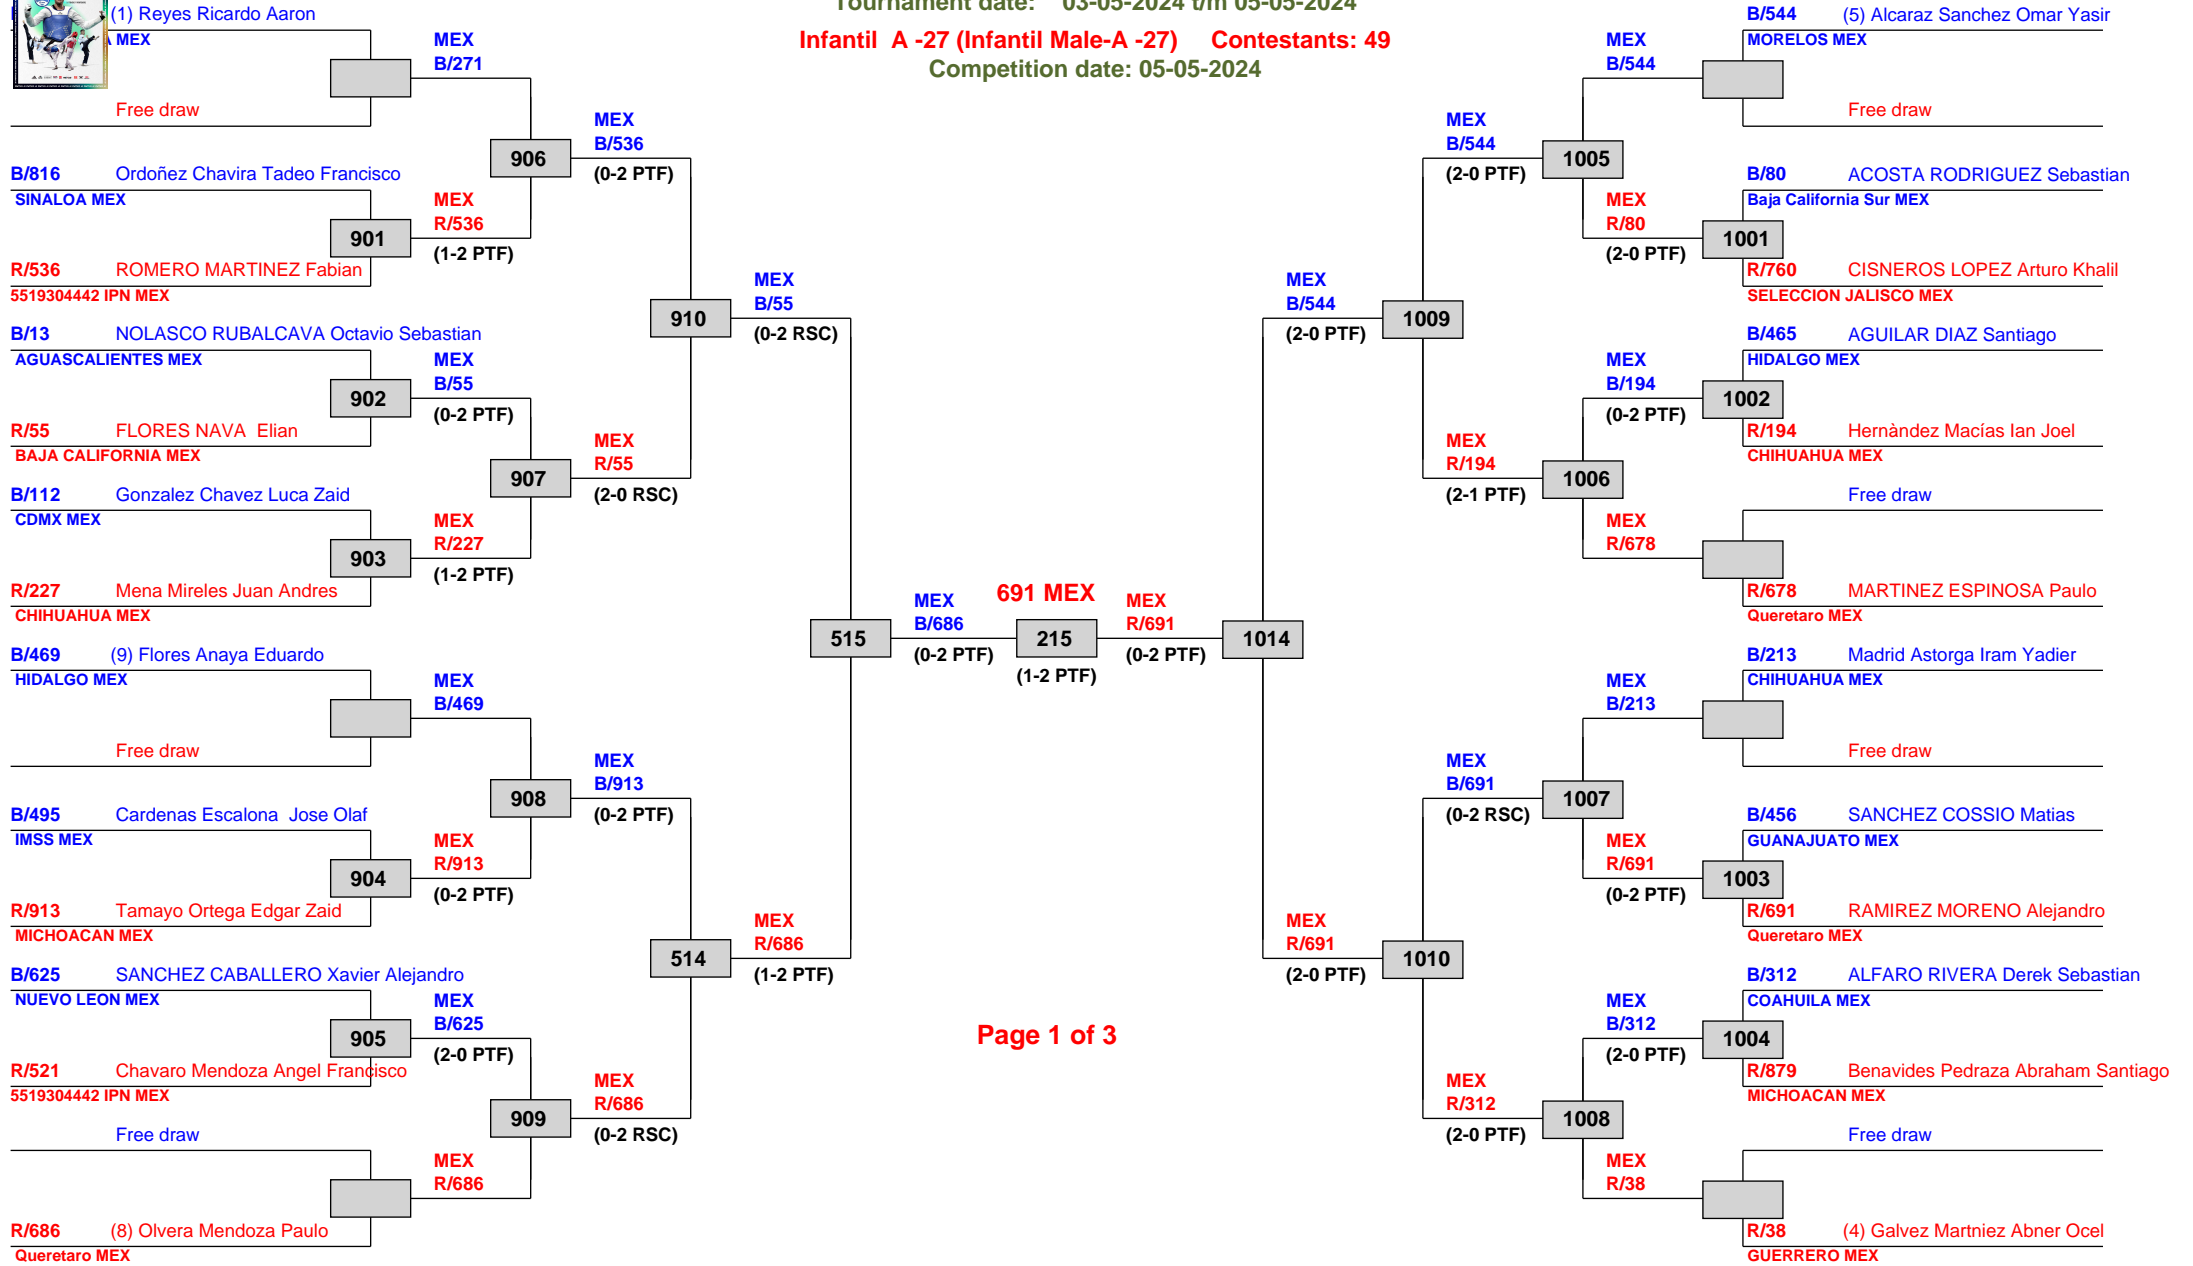 Tournament date: 03-05-2024 t/m 05-05-2024
Infantil A -27 (Infantil Male-A -27) Contestants: 49
Competition date: 05-05-2024
(1) Reyes Ricardo Aaron
MEX
Free draw
B/816 Ordoñez Chavira Tadeo Francisco
SINALOA MEX
R/536 ROMERO MARTINEZ Fabian
5519304442 IPN MEX
B/13 NOLASCO RUBALCAVA Octavio Sebastian
AGUASCALIENTES MEX
R/55 FLORES NAVA Elian
BAJA CALIFORNIA MEX
B/112 Gonzalez Chavez Luca Zaid
CDMX MEX
R/227 Mena Mireles Juan Andres
CHIHUAHUA MEX
B/469 (9) Flores Anaya Eduardo
HIDALGO MEX
Free draw
B/495 Cardenas Escalona Jose Olaf
IMSS MEX
R/913 Tamayo Ortega Edgar Zaid
MICHOACAN MEX
B/625 SANCHEZ CABALLERO Xavier Alejandro
NUEVO LEON MEX
R/521 Chavaro Mendoza Angel Francisco
5519304442 IPN MEX
Free draw
R/686 (8) Olvera Mendoza Paulo
Queretaro MEX
901
902
903
904
905
MEX
B/271
MEX
R/536
(1-2 PTF)
MEX
B/55
(0-2 PTF)
MEX
R/227
(1-2 PTF)
MEX
B/469
MEX
R/913
(0-2 PTF)
MEX
B/625
(2-0 PTF)
MEX
R/686
906
907
908
909
MEX
B/536
(0-2 PTF)
MEX
R/55
(2-0 RSC)
MEX
B/913
(0-2 PTF)
MEX
R/686
(0-2 RSC)
910
514
MEX
B/55
(0-2 RSC)
MEX
R/686
(1-2 PTF)
515
MEX
B/686
(0-2 PTF)
691 MEX
215
(1-2 PTF)
MEX
R/691
(0-2 PTF)
1014
Page 1 of 3
MEX
B/544
(2-0 PTF)
MEX
R/691
(2-0 PTF)
1009
1010
MEX
B/544
(2-0 PTF)
MEX
R/194
(2-1 PTF)
MEX
B/691
(0-2 RSC)
MEX
R/312
(2-0 PTF)
1005
1006
1007
1008
MEX
B/544
MEX
R/80
(2-0 PTF)
MEX
B/194
(0-2 PTF)
MEX
R/678
MEX
B/213
MEX
R/691
(0-2 PTF)
MEX
B/312
(2-0 PTF)
MEX
R/38
1001
1002
1003
1004
B/544 (5) Alcaraz Sanchez Omar Yasir
MORELOS MEX
Free draw
B/80 ACOSTA RODRIGUEZ Sebastian
Baja California Sur MEX
R/760 CISNEROS LOPEZ Arturo Khalil
SELECCION JALISCO MEX
B/465 AGUILAR DIAZ Santiago
HIDALGO MEX
R/194 Hernàndez Macías Ian Joel
CHIHUAHUA MEX
Free draw
R/678 MARTINEZ ESPINOSA Paulo
Queretaro MEX
B/213 Madrid Astorga Iram Yadier
CHIHUAHUA MEX
Free draw
B/456 SANCHEZ COSSIO Matias
GUANAJUATO MEX
R/691 RAMIREZ MORENO Alejandro
Queretaro MEX
B/312 ALFARO RIVERA Derek Sebastian
COAHUILA MEX
R/879 Benavides Pedraza Abraham Santiago
MICHOACAN MEX
Free draw
R/38 (4) Galvez Martniez Abner Ocel
GUERRERO MEX